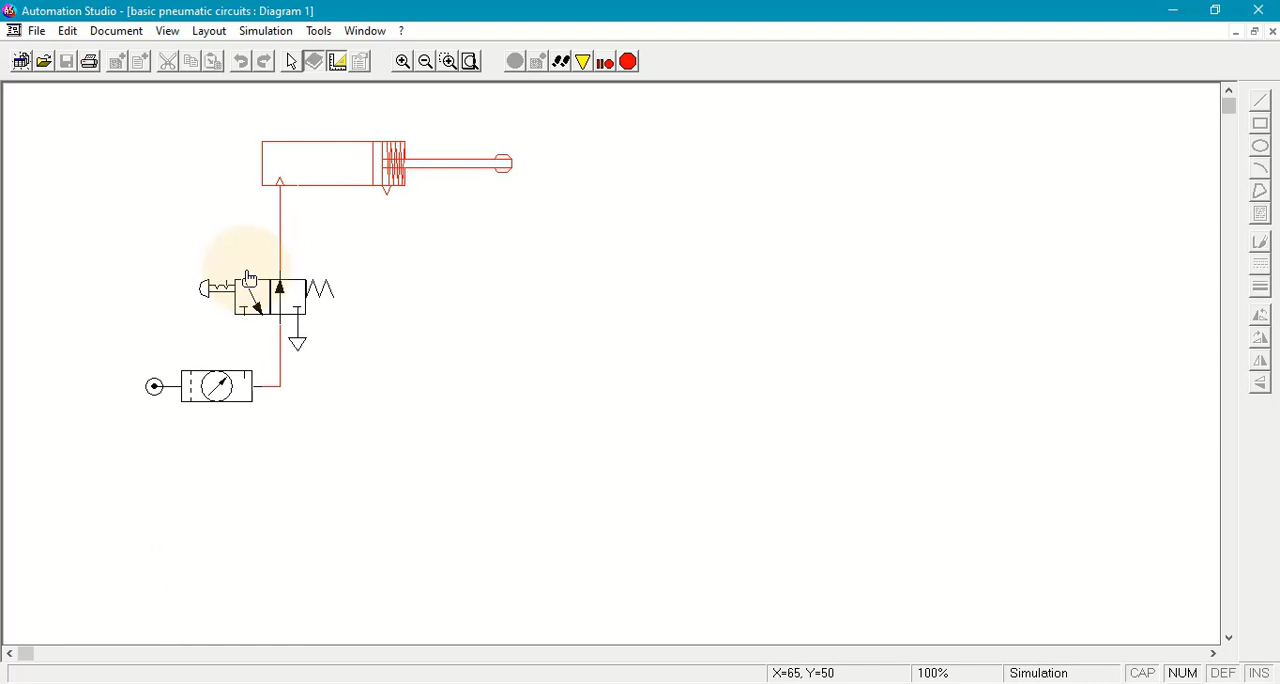 Automation Studio - [basic pneumatic circuits : Diagram 1]
File Edit Document View Layout Simulation Tools Window ?
X=65, Y=50 100% Simulation CAP NUM DEF INS